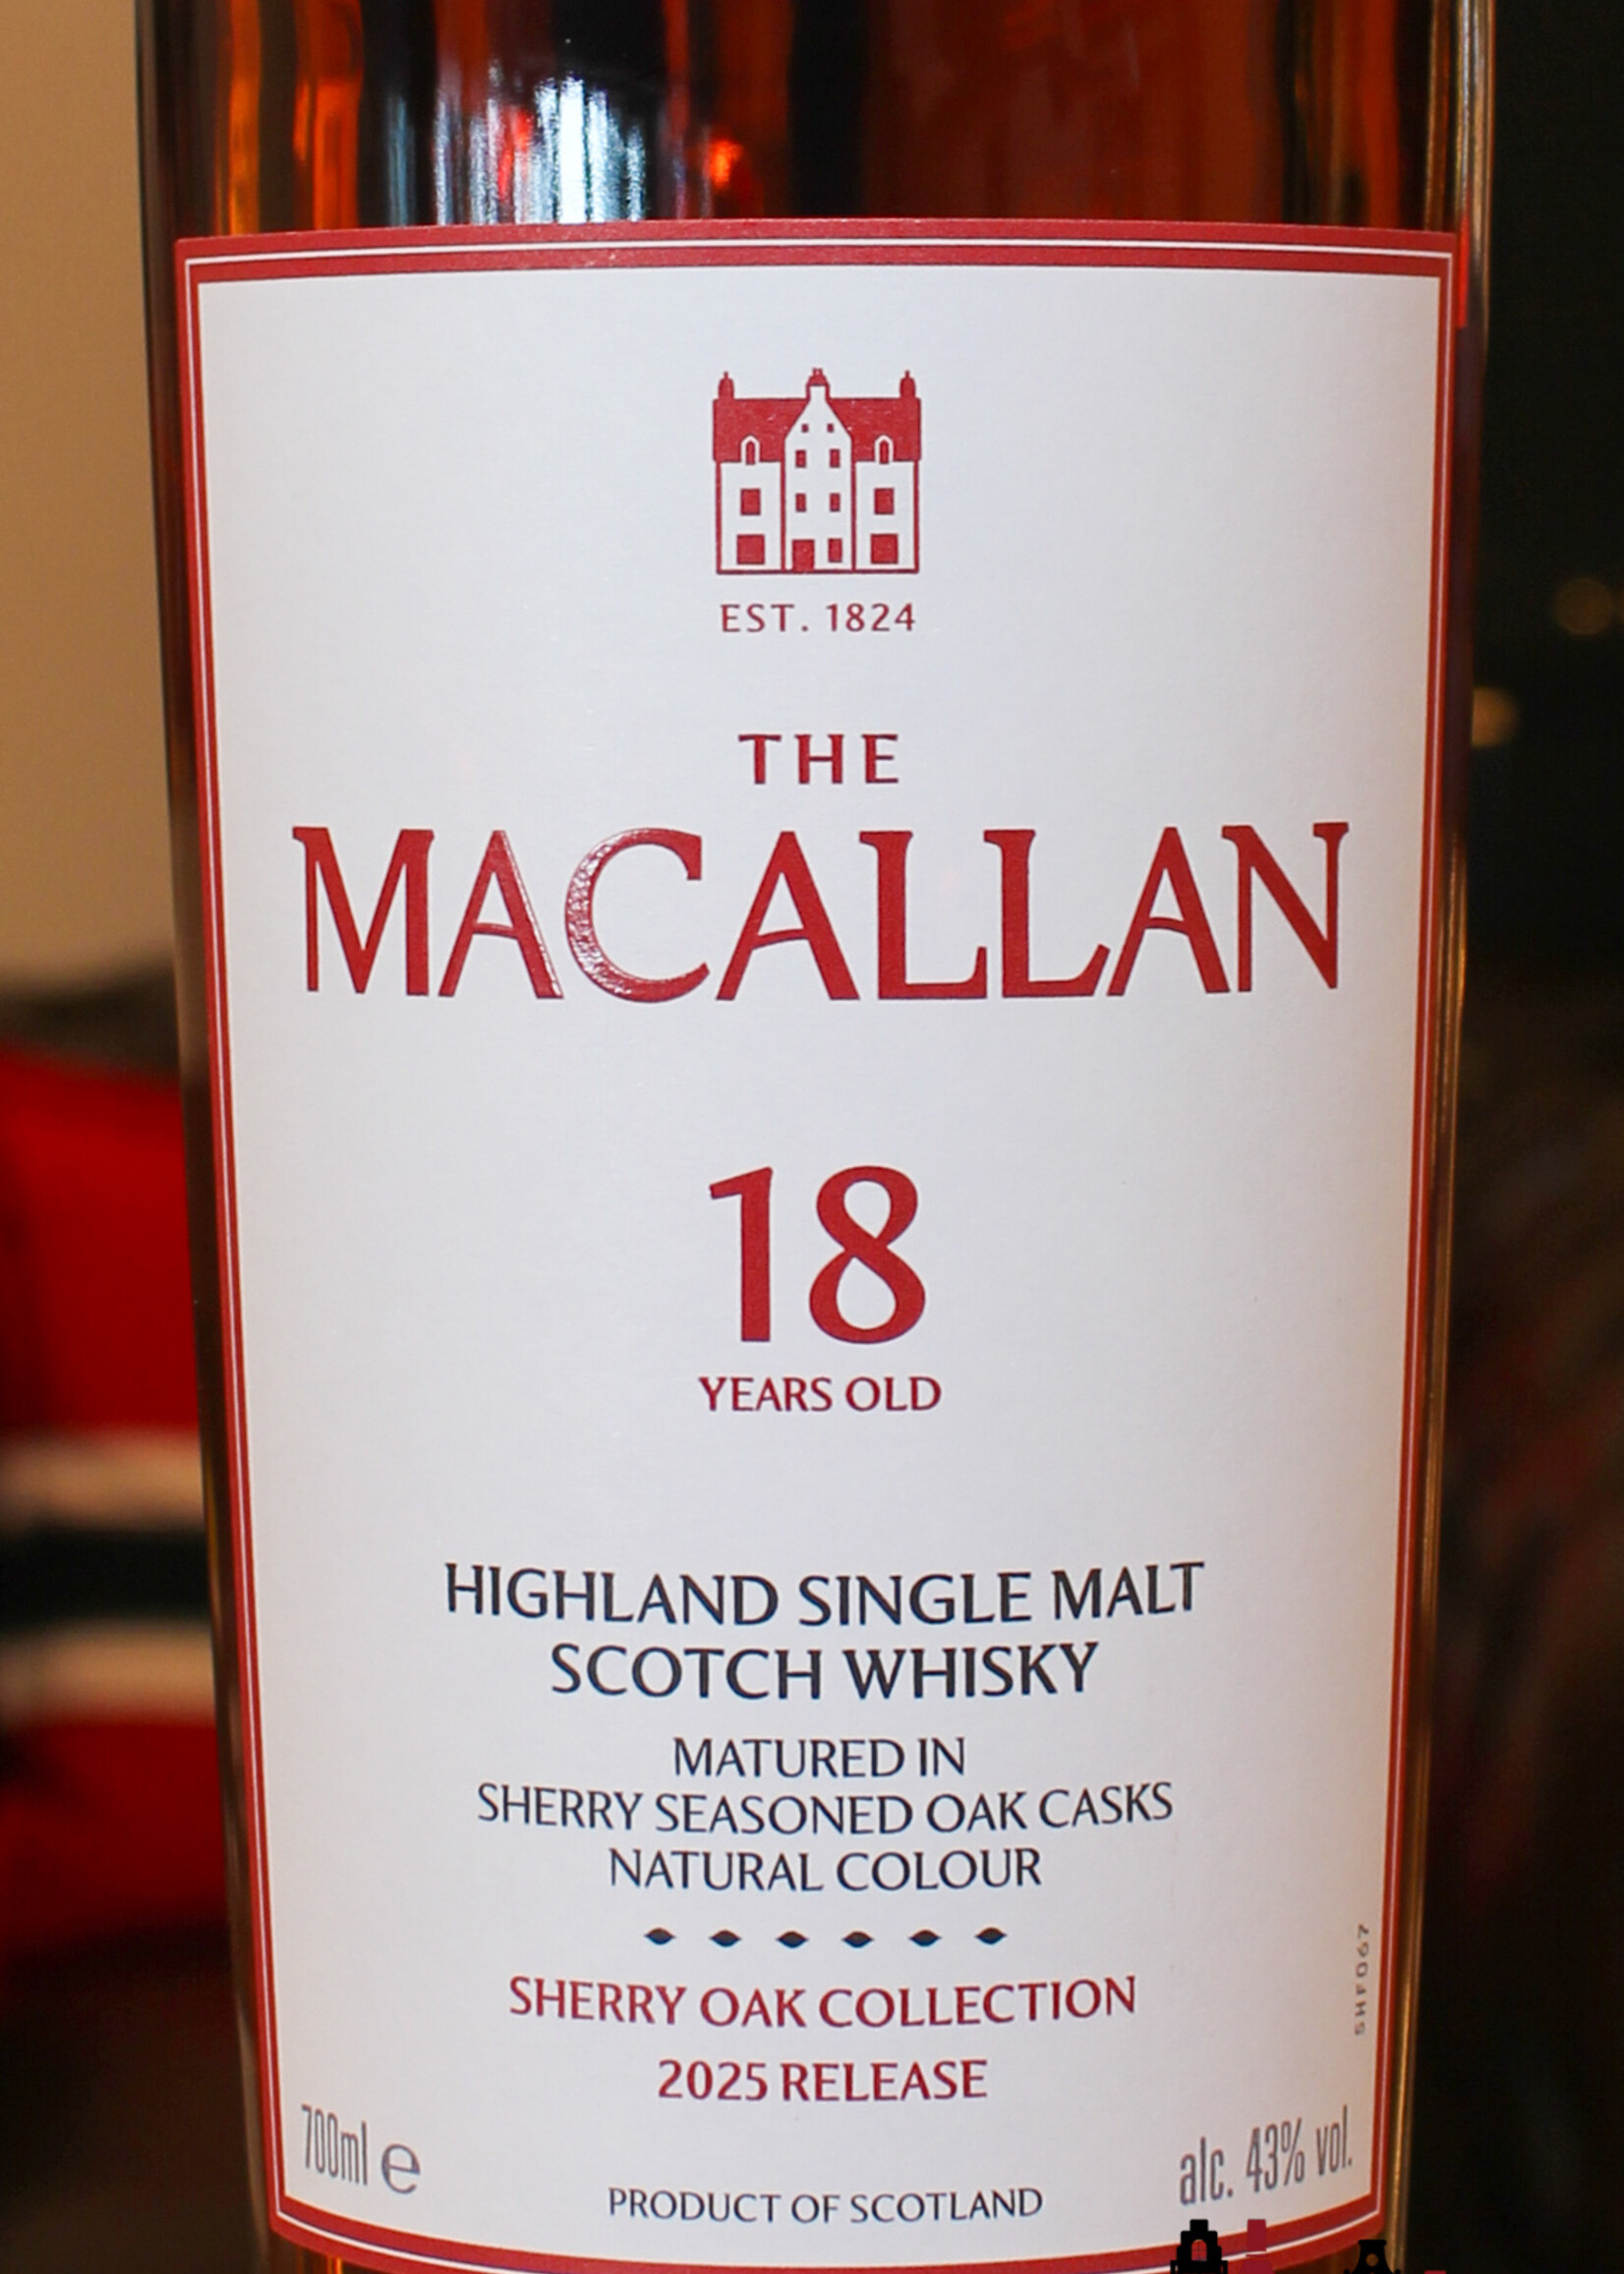 EST. 1824
THE
MACALLAN
18
YEARS OLD
HIGHLAND SINGLE MALT
SCOTCH WHISKY
MATURED IN
SHERRY SEASONED OAK CASKS
NATURAL COLOUR
SHERRY OAK COLLECTION
2025 RELEASE
700ml e
alc. 43% vol.
PRODUCT OF SCOTLAND